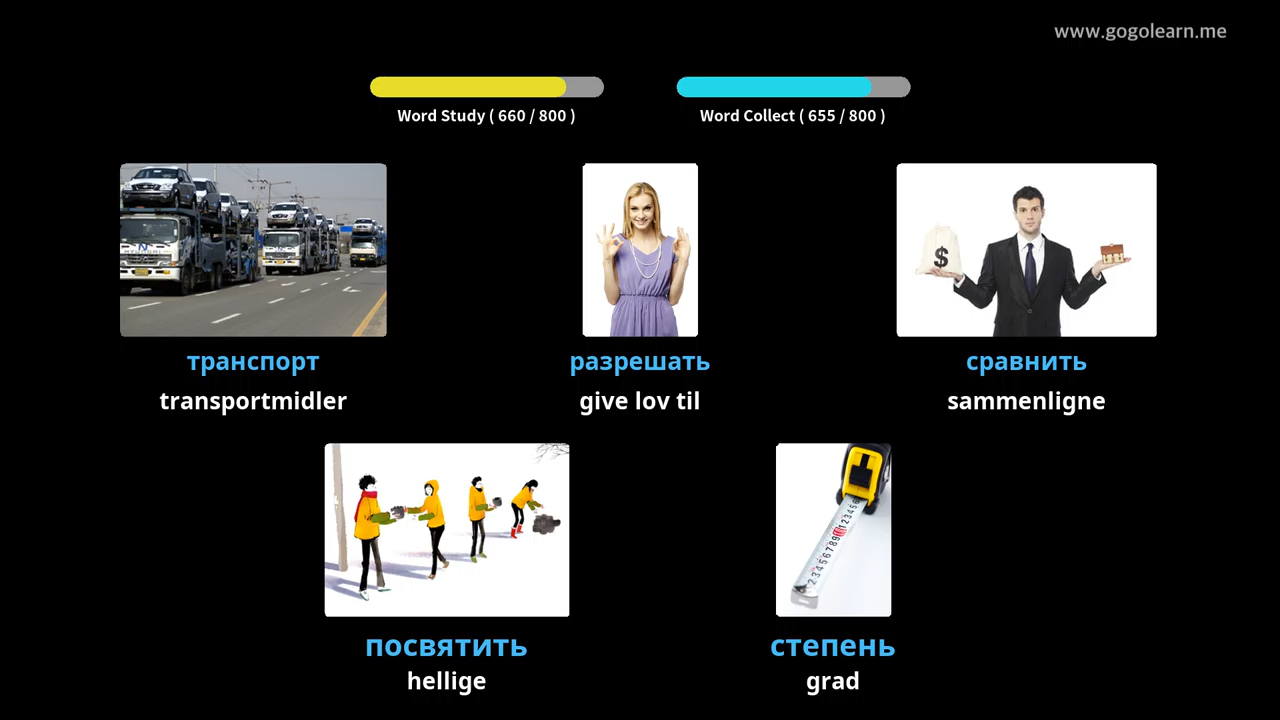 www.gogolearn.me
Word Study ( 660 / 800 )
Word Collect ( 655 / 800 )
$
транспорт
разрешать
сравнить
transportmidler
give lov til
sammenligne
посвятить
степень
hellige
grad